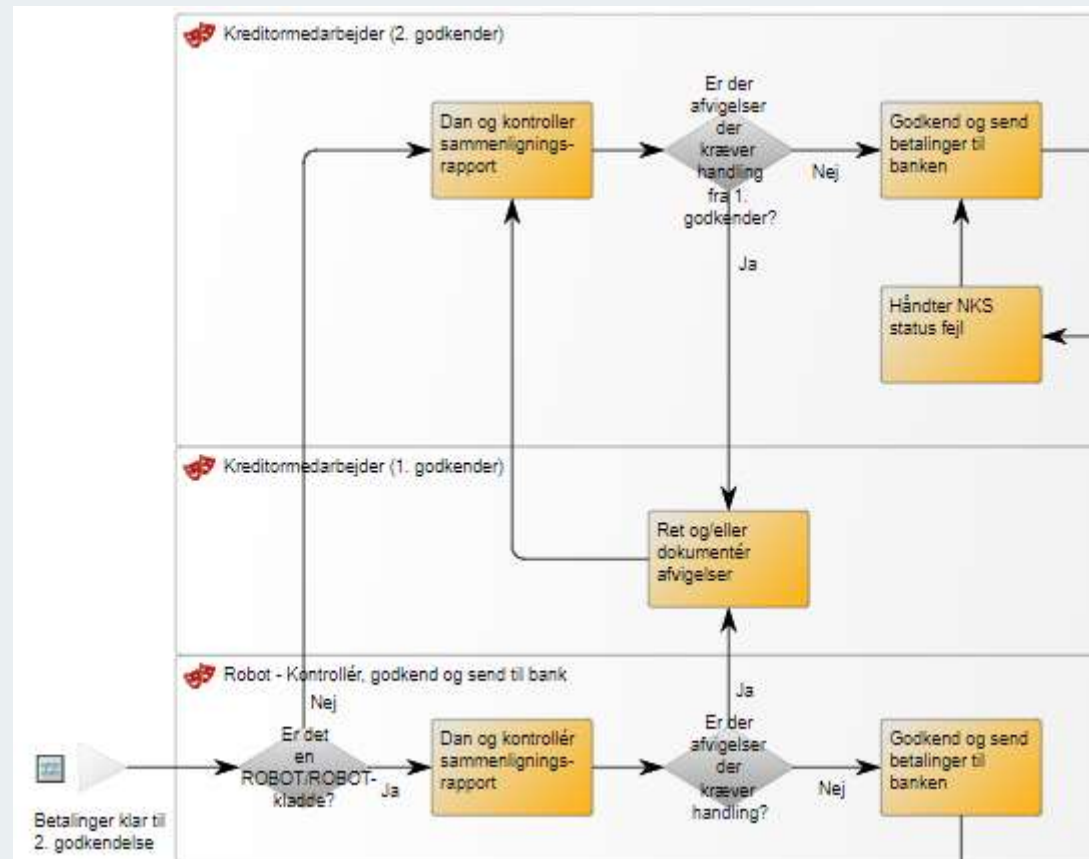 Kreditormedarbejder (2. godkender)
Dan og kontroller
sammenlignings-
rapport
Er der
afvigelser
der
kræver
handling
fra 1.
godkender?
Nej
Ja
Godkend og send
betalinger til
banken
Håndter NKS
status fejl
Kreditormedarbejder (1. godkender)
Ret og/eller
dokumentér
afvigelser
Robot - Kontrollér, godkend og send til bank
Nej
Er det
en
ROBOT/ROBOT-
kladde?
Ja
Dan og kontrollér
sammenlignings-
rapport
Ja
Er der
afvigelser
der
kræver
handling?
Nej
Godkend og send
betalinger til
banken
Betalinger klar til
2. godkendelse